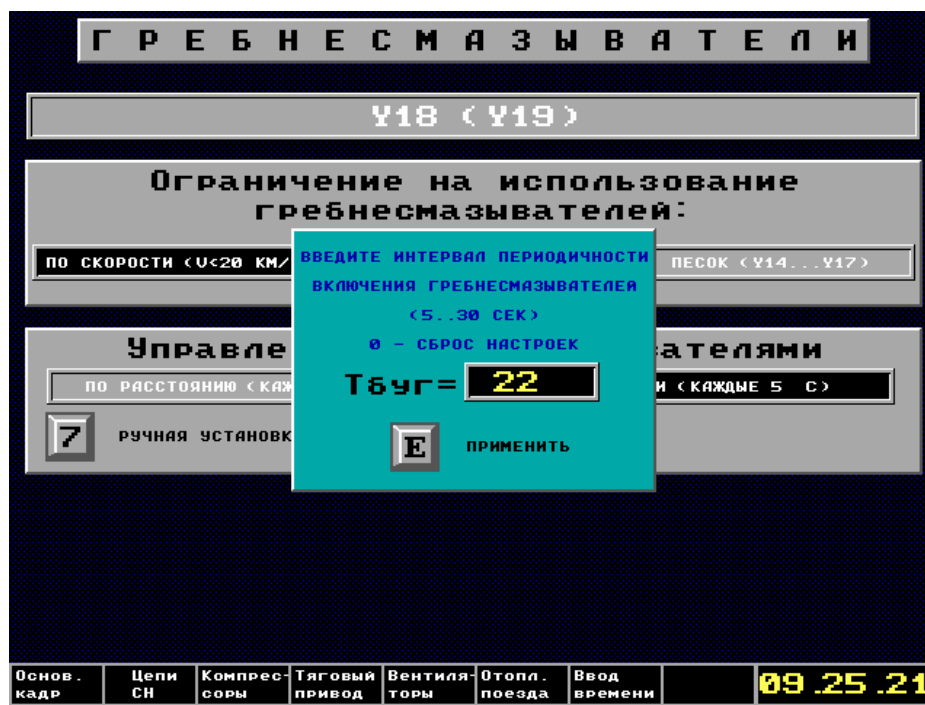 ГРЕБНЕСМАЗЫВАТЕЛИ
Y18 (Y19)
Ограничение на использование
гребнесмазывателей:
ПО СКОРОСТИ (V<20 КМ/
ПЕСОК (Y14...Y17)
ВВЕДИТЕ ИНТЕРВАЛ ПЕРИОДИЧНОСТИ
ВКЛЮЧЕНИЯ ГРЕБНЕСМАЗЫВАТЕЛЕЙ
(5..30 СЕК)
0 - СБРОС НАСТРОЕК
Тбуг= 22
E ПРИМЕНИТЬ
Управле
ателями
ПО РАССТОЯНИЮ (КАЖ
И (КАЖДЫЕ 5 С)
7 РУЧНАЯ УСТАНОВК
Основ. Цепи Компрес- Тяговый Вентиля- Отопл. Ввод
кадр СН соры привод торы поезда времени
09.25.21